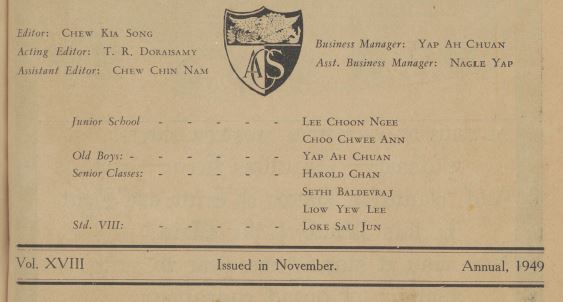 Editor: CHEW KIA SONG
Acting Editor: T. R. DORAISAMY
Assistant Editor: CHEW CHIN NAM
ACS
Business Manager: YAP AH CHUAN
Asst. Business Manager: NAGLE YAP
Junior School - - - - - LEE CHOON NGEE
CHOO CHWEE ANN
Old Boys: - - - - - YAP AH CHUAN
Senior Classes: - - - - - HAROLD CHAN
SETHI BALDEVRAJ
LIOW YEW LEE
Std. VIII: - - - - - LOKE SAU JUN
Vol. XVIII Issued in November. Annual, 1949